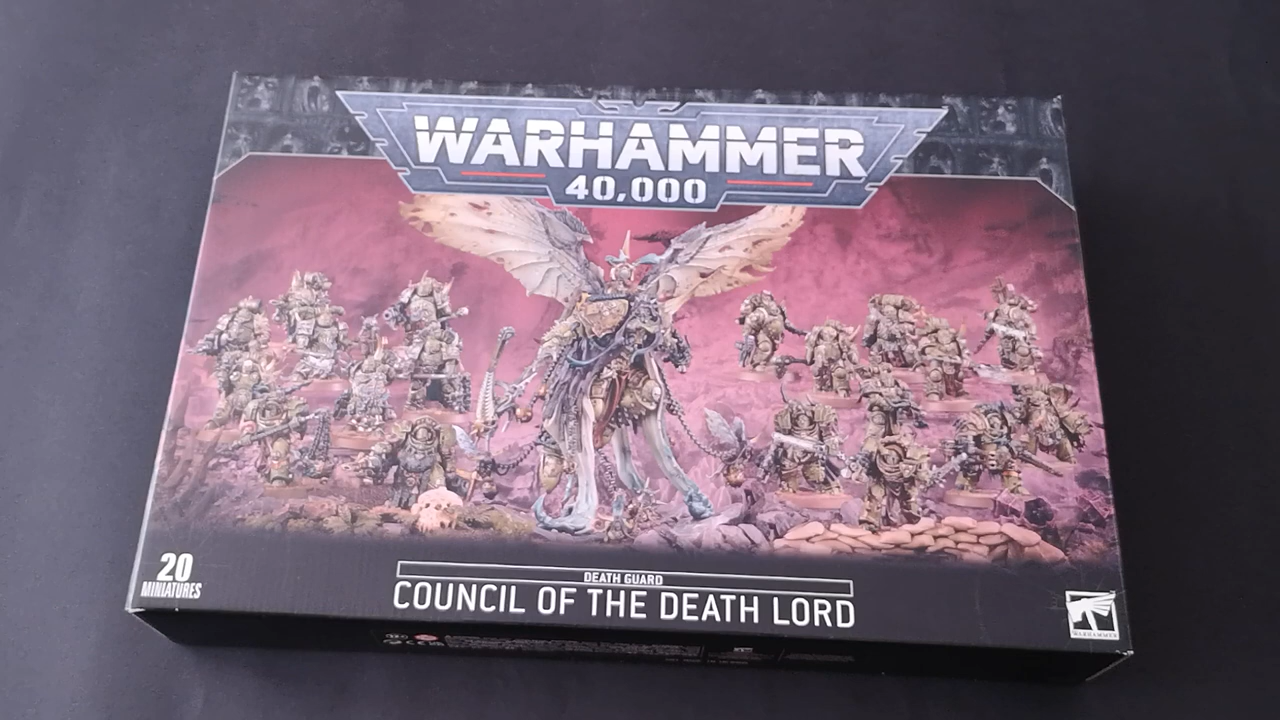 WARHAMMER
40,000
20
MINIATURES
DEATH GUARD
COUNCIL OF THE DEATH LORD
WARHAMMER